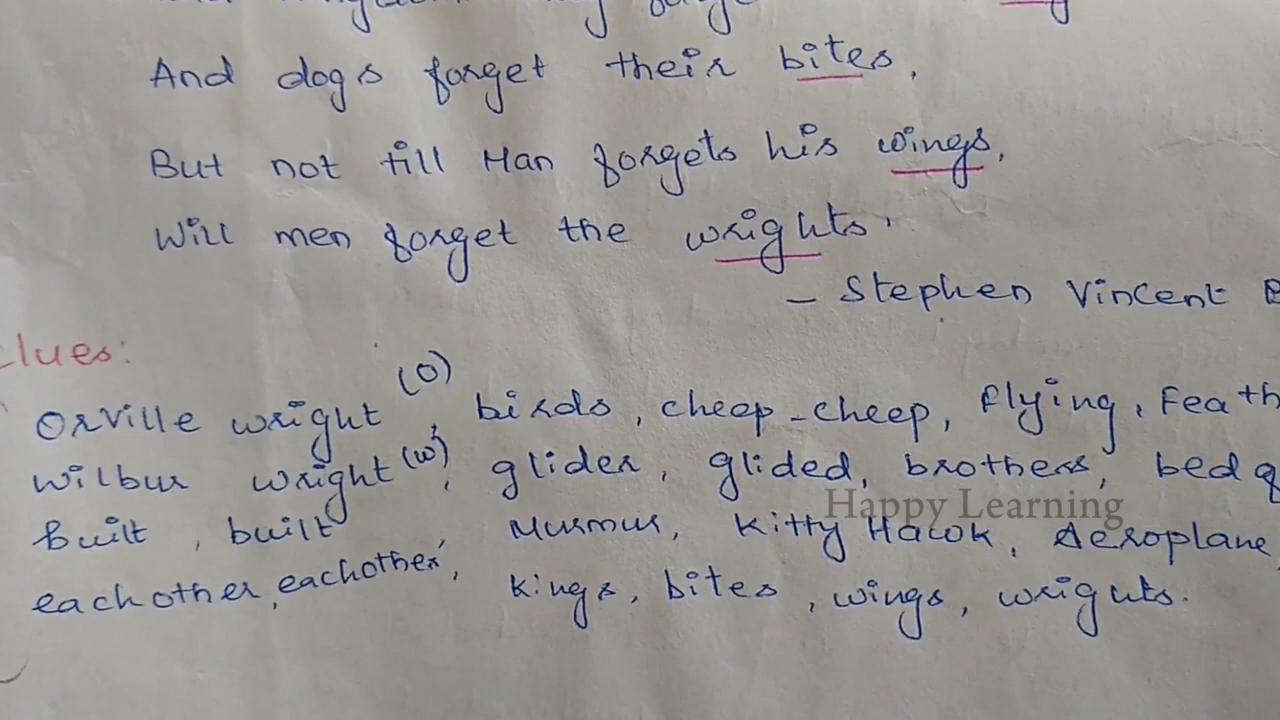 And dogs forget their bites,
But not till Man forgets his wings,
Will men forget the wrights.
- Stephen Vincent
Clues:
Orville wright (O), birds, cheep-cheep, flying, Feath
Wilbur wright (W), glider, glided, brothers, bed
Happy Learning
Built, built, Murmur, Kitty Hawk, Aeroplane
each other, eachother, Kings, bites, wings, wrights.